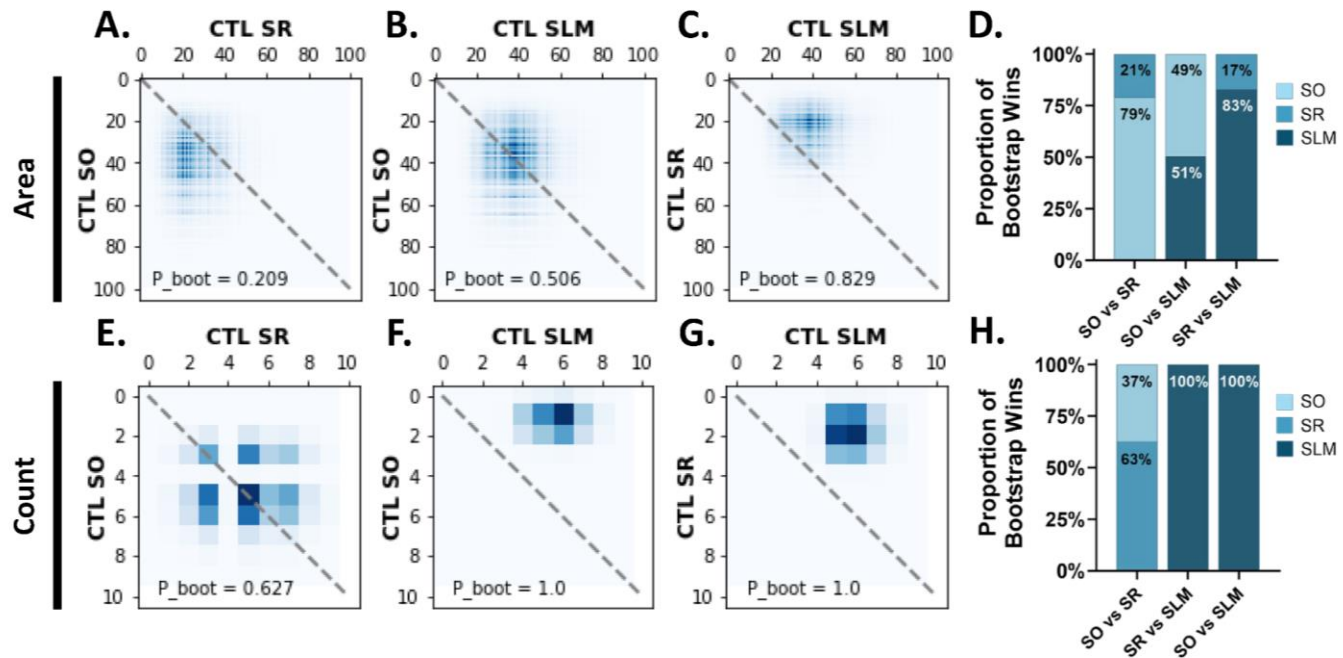 A.
CTL SR
0 20 40 60 80 100
0
20
40
60
80
100
CTL SO
P_boot = 0.209
B.
CTL SLM
0 20 40 60 80 100
0
20
40
60
80
100
CTL SO
P_boot = 0.506
C.
CTL SLM
0 20 40 60 80 100
0
20
40
60
80
100
CTL SR
P_boot = 0.829
D.
Proportion of
Bootstrap Wins
100%
75%
50%
25%
0%
21% 49% 17%
79% 51% 83%
SO
SR
SLM
SO vs SR
SO vs SLM
SR vs SLM
Area
E.
CTL SR
0 2 4 6 8 10
0
2
4
6
8
10
CTL SO
P_boot = 0.627
F.
CTL SLM
0 2 4 6 8 10
0
2
4
6
8
10
CTL SO
P_boot = 1.0
G.
CTL SLM
0 2 4 6 8 10
0
2
4
6
8
10
CTL SR
P_boot = 1.0
H.
Proportion of
Bootstrap Wins
100%
75%
50%
25%
0%
37% 100% 100%
63%
SO
SR
SLM
SO vs SR
SR vs SLM
SO vs SLM
Count